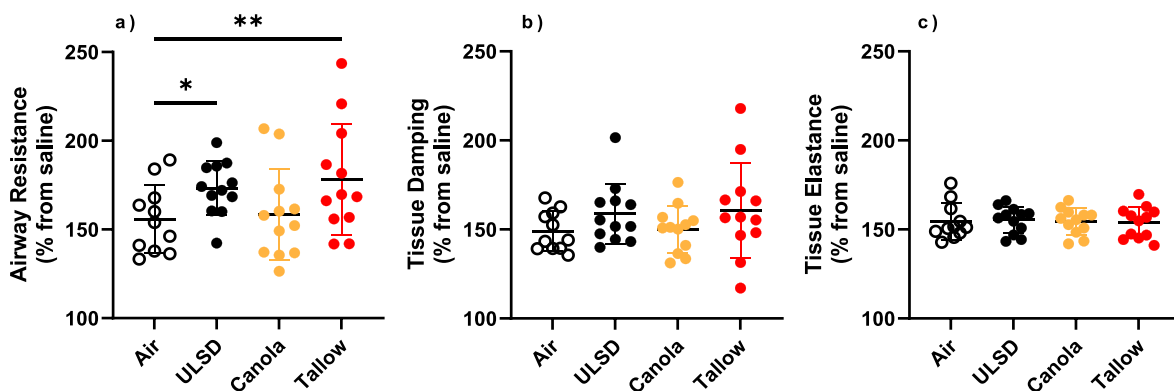 a )
**
*
Airway Resistance
(% from saline)
250
200
150
100
Air
ULSD
Canola
Tallow
b )
Tissue Damping
(% from saline)
250
200
150
100
Air
ULSD
Canola
Tallow
c )
Tissue Elastance
(% from saline)
250
200
150
100
Air
ULSD
Canola
Tallow